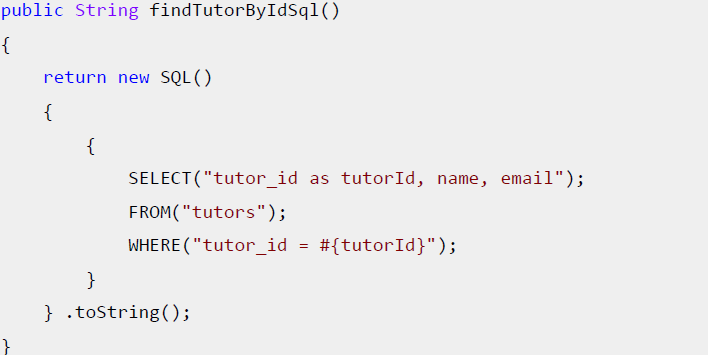 public String findTutorByIdSql()
{
    return new SQL()
    {
        {
            SELECT("tutor_id as tutorId, name, email");
            FROM("tutors");
            WHERE("tutor_id = #{tutorId}");
        }
    } .toString();
}